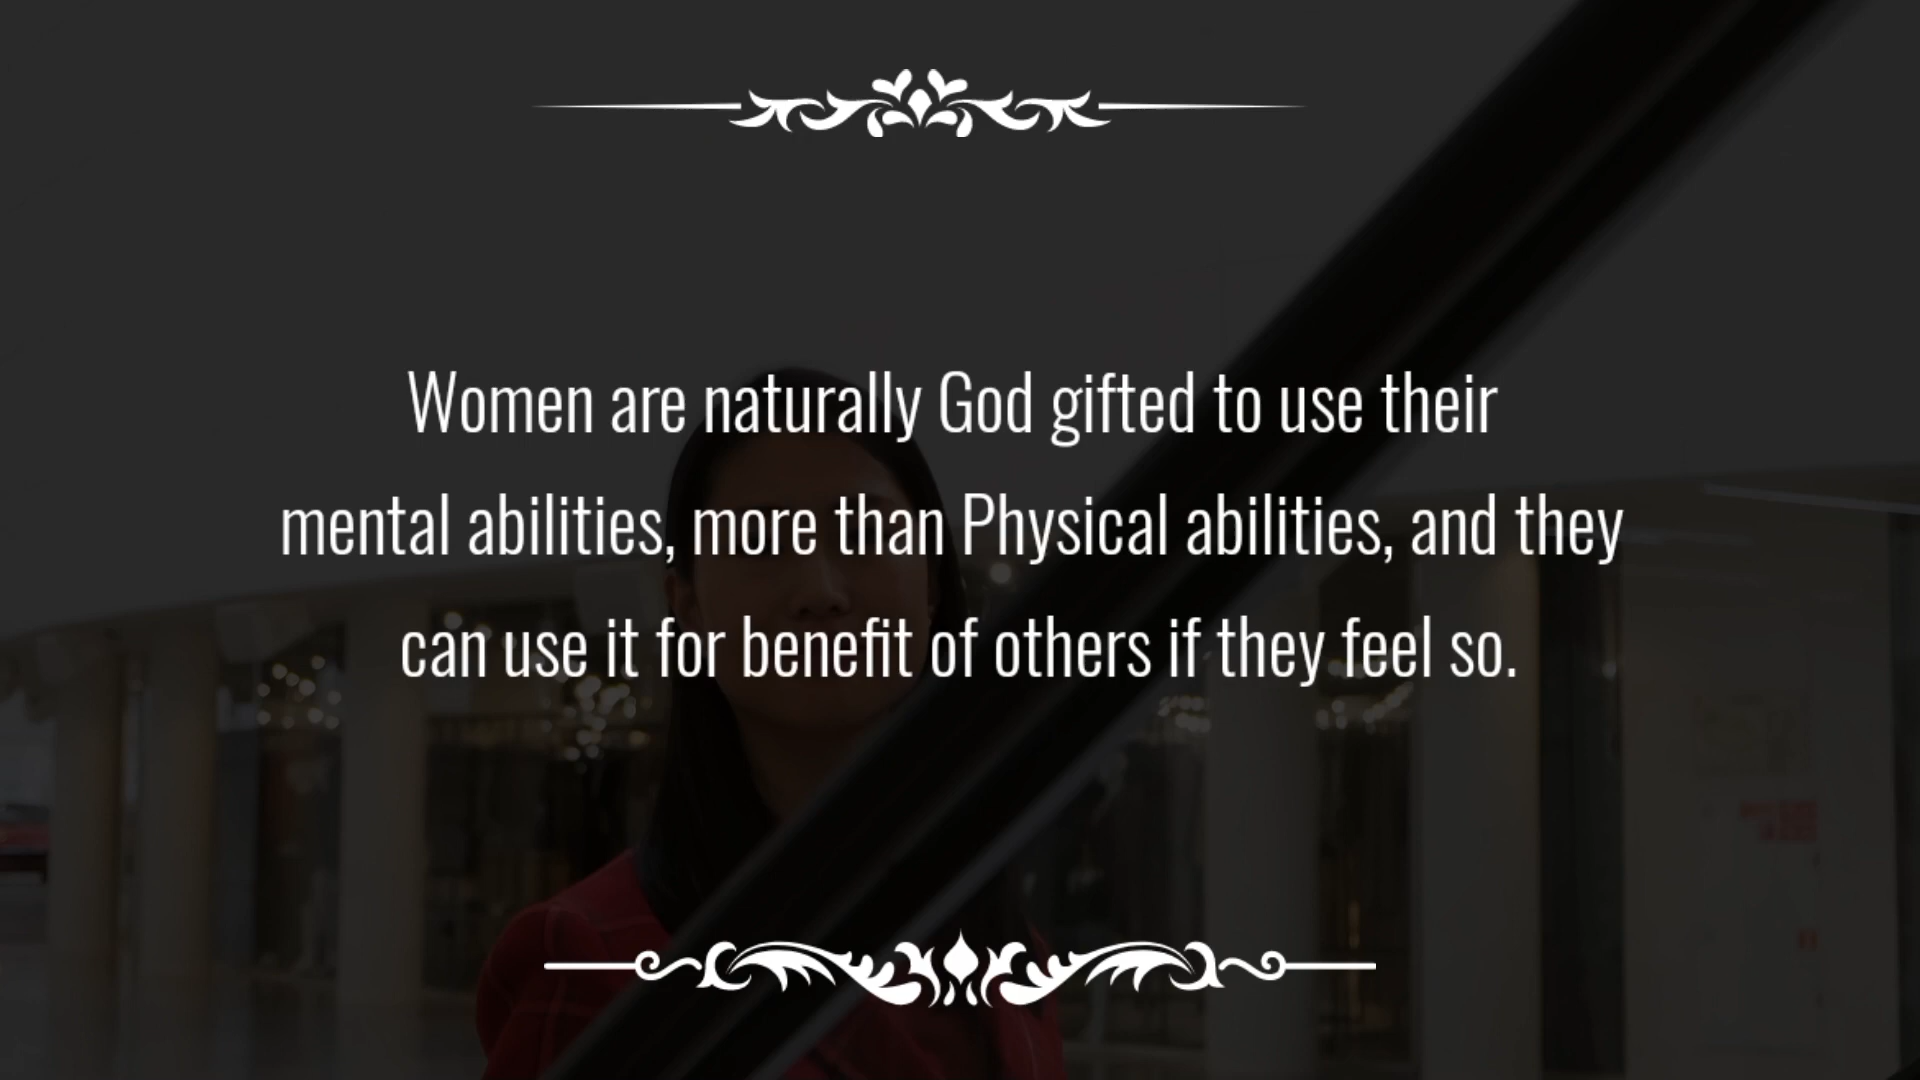 Women are naturally God gifted to use their
mental abilities, more than Physical abilities, and they
can use it for benefit of others if they feel so.